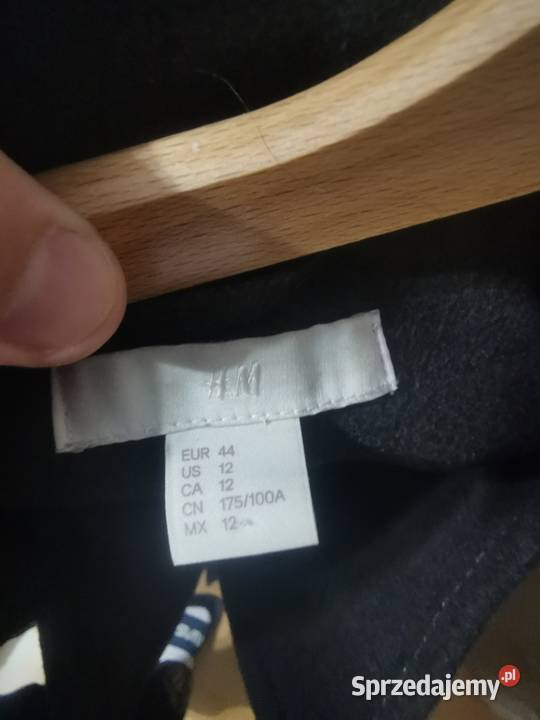 H&M
EUR 44
US 12
CA 12
CN 175/100A
MX 12
Sprzedajemy.pl